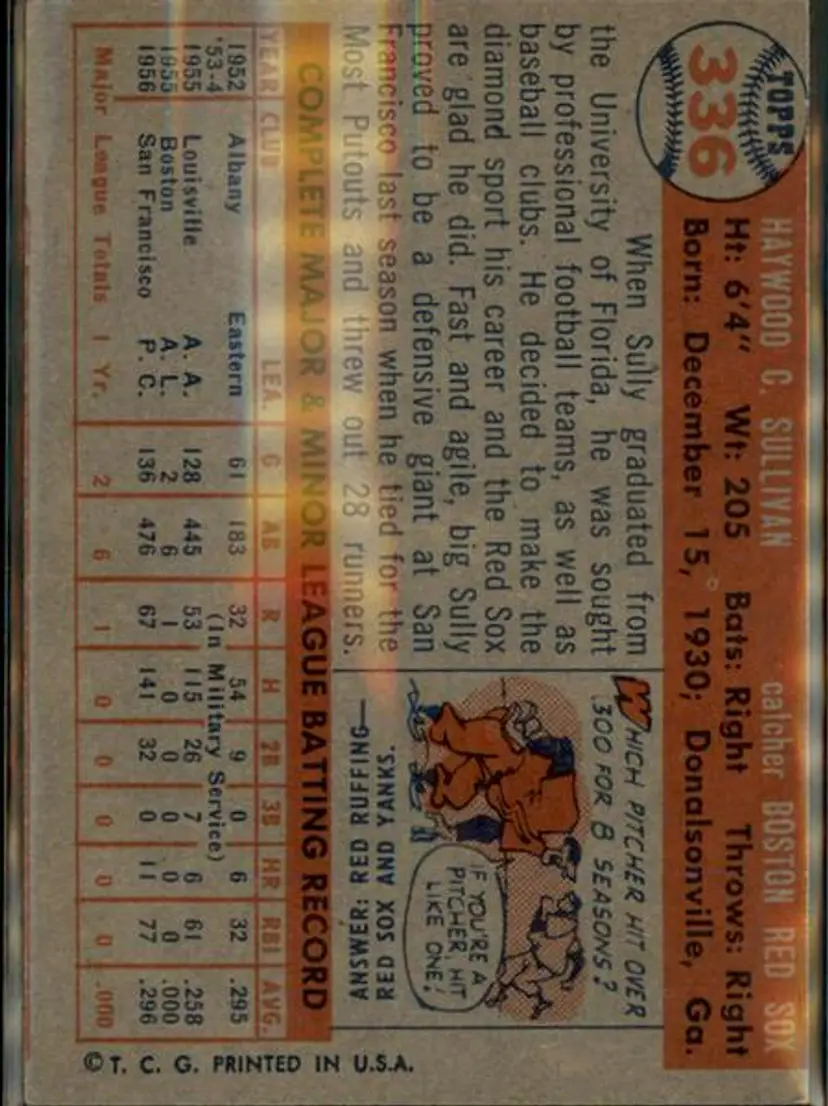 TOPPS
336
HAYWOOD C. SULLIVAN catcher BOSTON RED SOX
Ht: 6'4" Wt: 205 Bats: Right Throws: Right
Born: December 15, 1930; Donalsonville, Ga.
When Sully graduated from
the University of Florida, he was sought
by professional football teams, as well as
baseball clubs. He decided to make the
diamond sport his career and the Red Sox
are glad he did. Fast and agile, big Sully
proved to be a defensive giant at San
Francisco last season when he tied for the
Most Putouts and threw out 28 runners.
WHICH PITCHER HIT OVER
.300 FOR 8 SEASONS?
IF YOU'RE A
PITCHER, HIT
LIKE ONE!
ANSWER: RED RUFFING—
RED SOX AND YANKS.
COMPLETE MAJOR & MINOR LEAGUE BATTING RECORD
YEAR CLUB LEA. G AB R H 2B 3B HR RBI AVG.
1952 Albany Eastern 61 183 32 54 9 0 6 32 .295
'53-4 (In Military Service)
1955 Louisville A. A. 128 445 53 115 26 7 6 61 .258
1955 Boston A. L. 2 6 1 0 0 0 0 0 .000
1956 San Francisco P. C. 136 476 67 141 32 0 11 77 .296
Major League Totals 1 Yr. 2 6 1 0 0 0 0 0 .000
© T. C. G. PRINTED IN U.S.A.